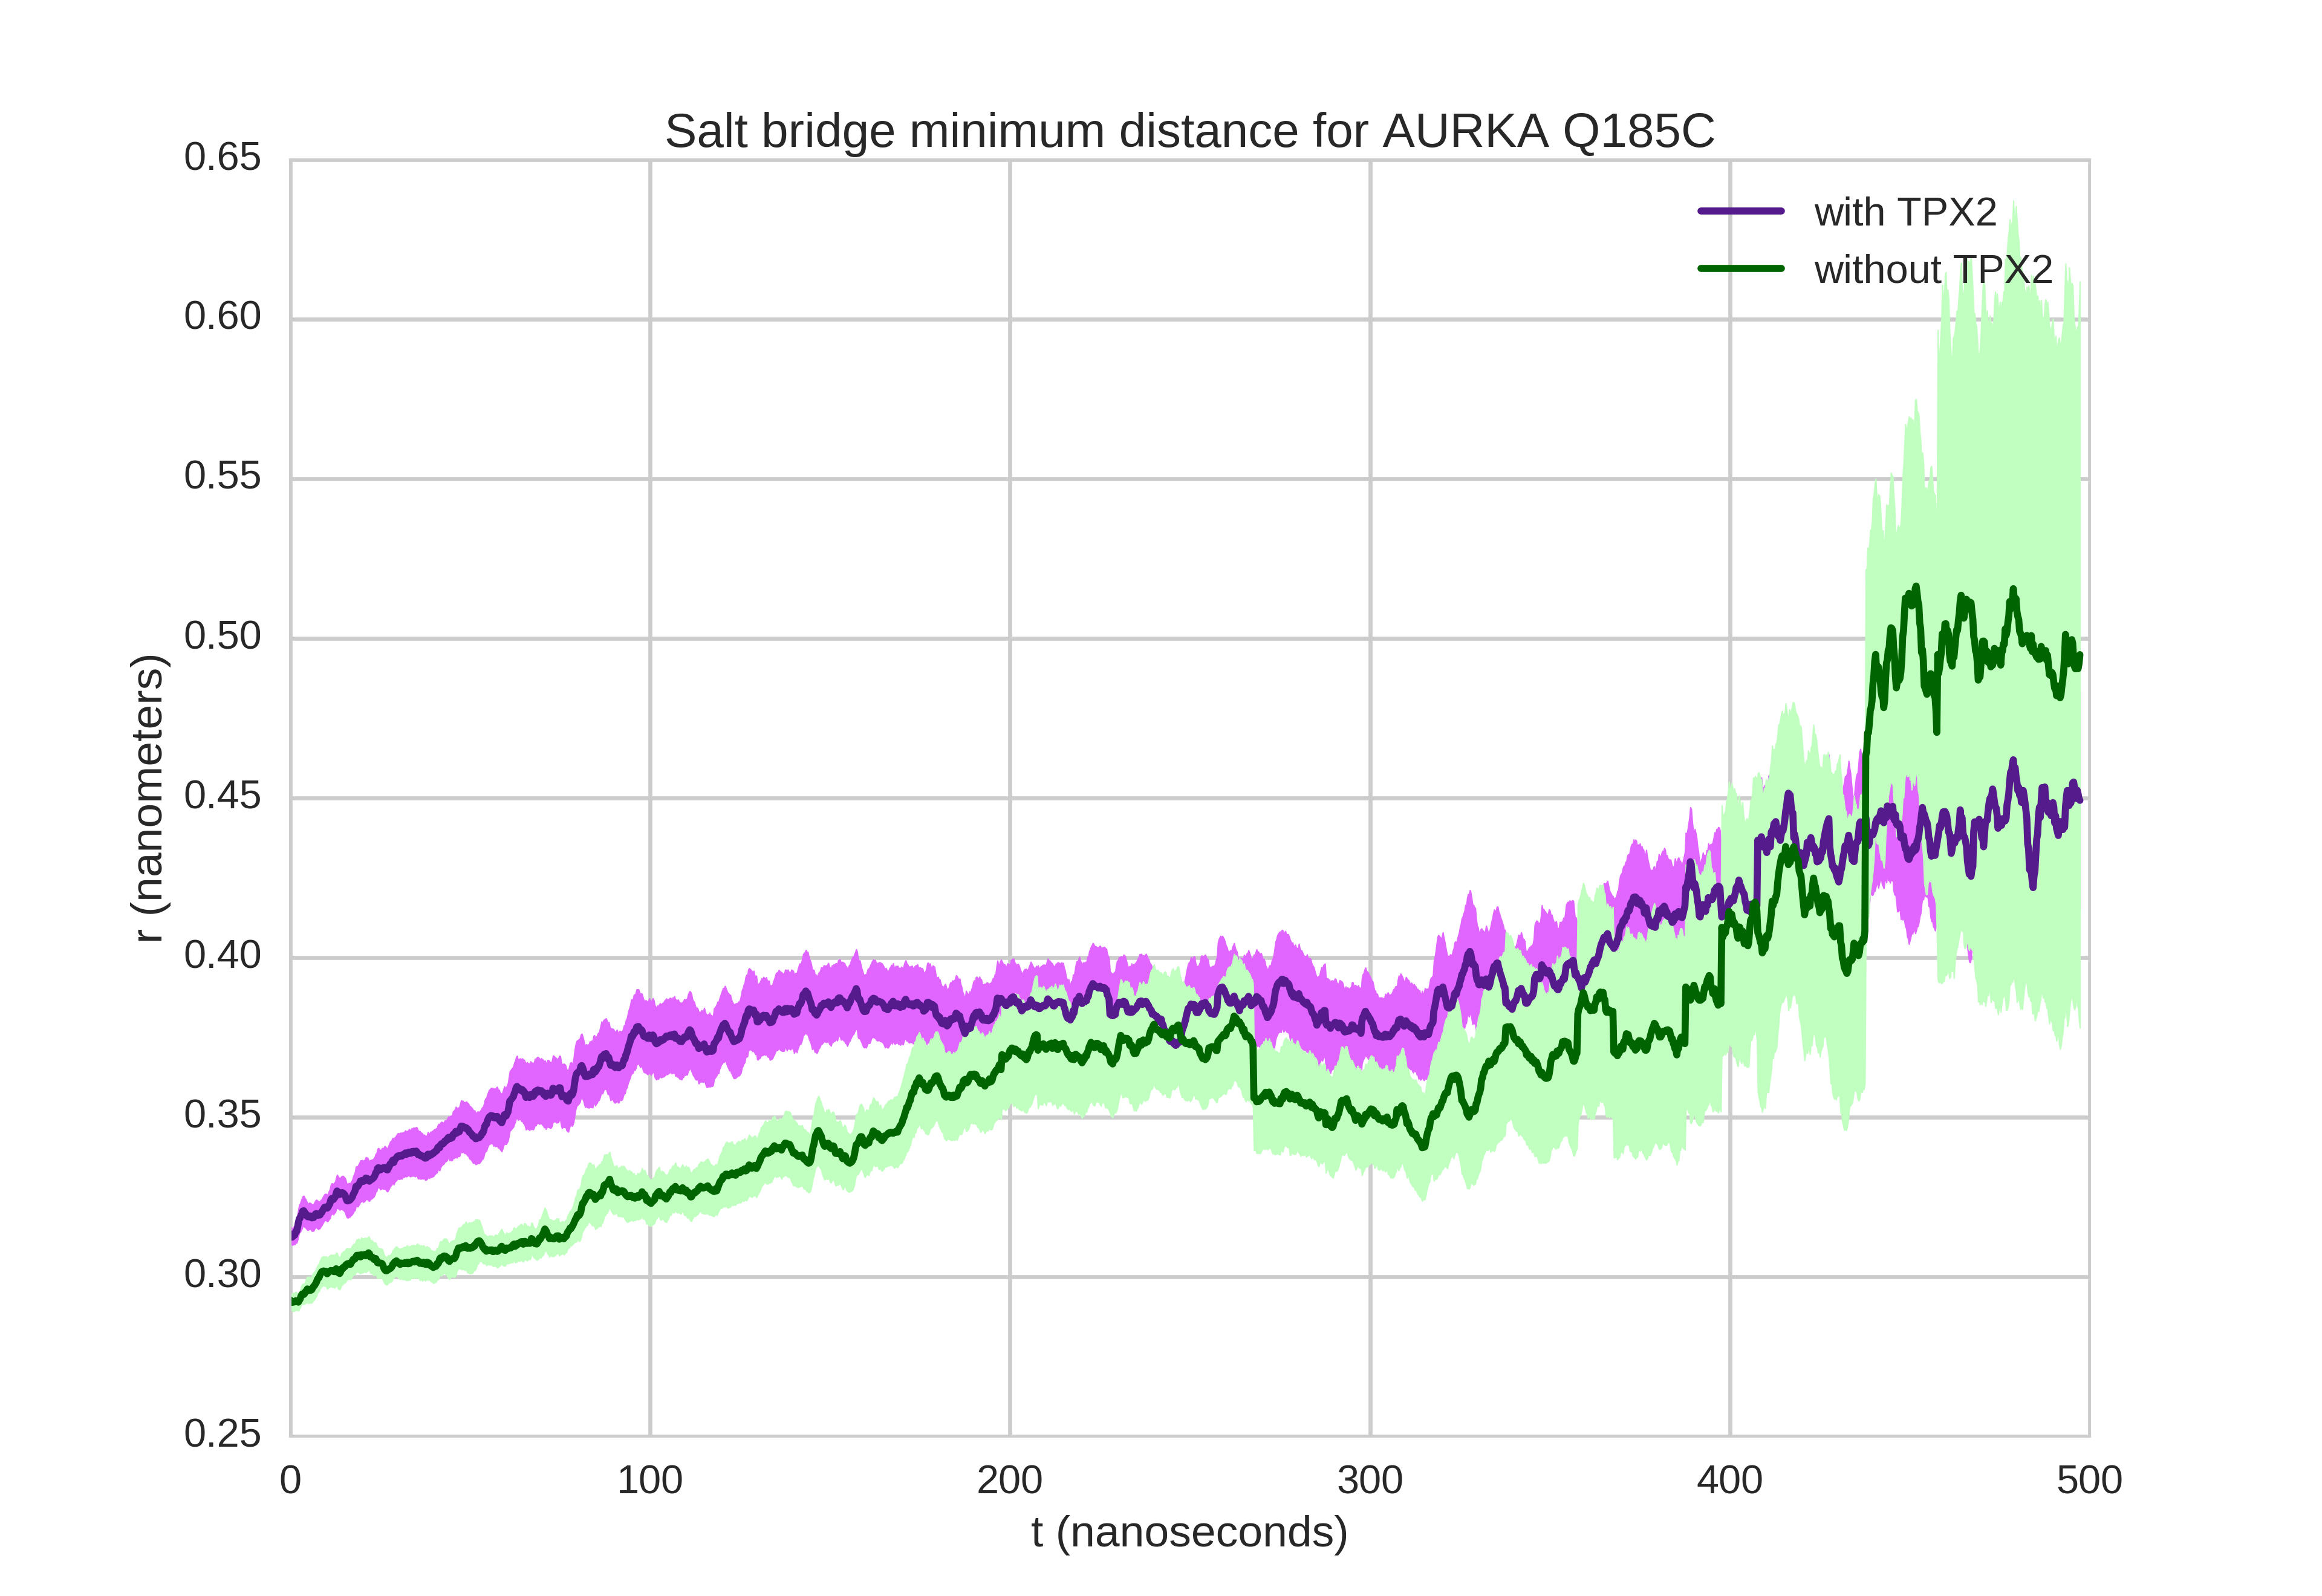 Salt bridge minimum distance for AURKA Q185C
0.65
with TPX2
without TPX2
0.60
0.55
0.50
0.45
0.40
0.35
0.30
0.25
r (nanometers)
0 100 200 300 400 500
t (nanoseconds)